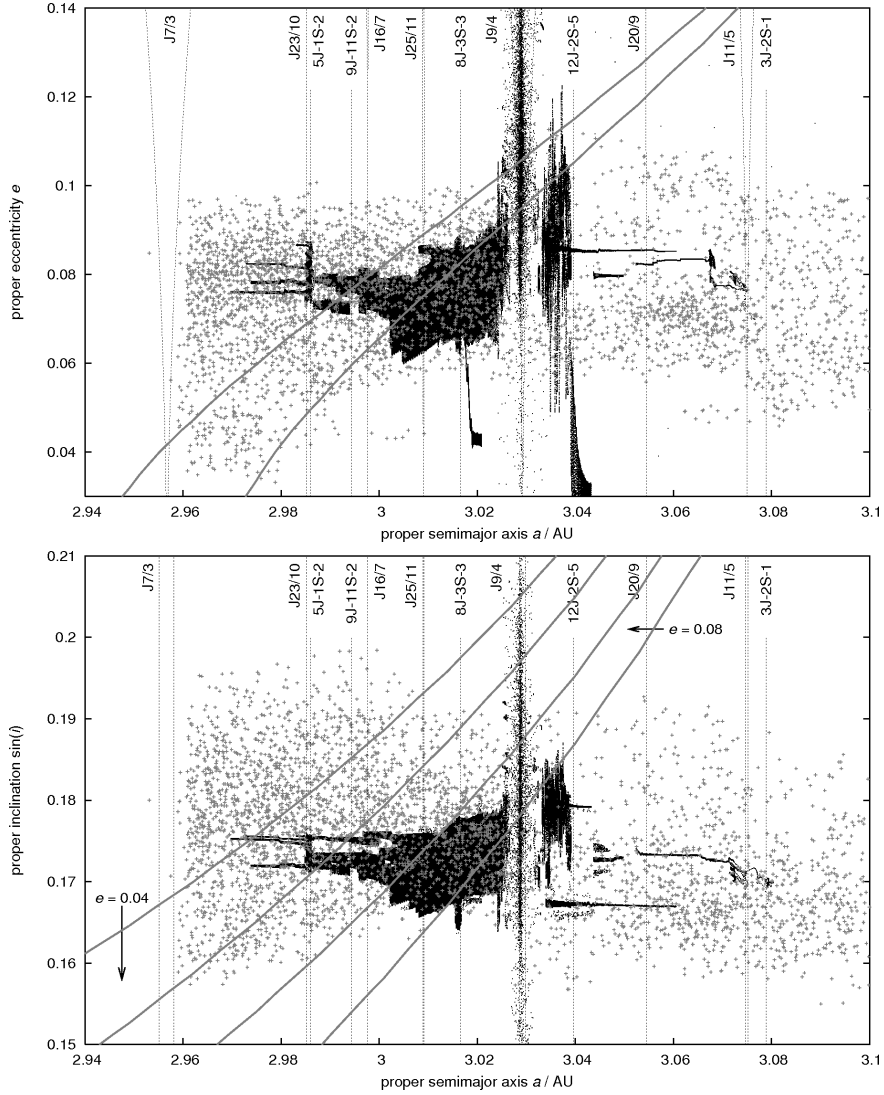 J7/3
J23/10
5J-1S-2
9J-11S-2
J16/7
J25/11
8J-3S-3
J9/4
12J-2S-5
J20/9
J11/5
3J-2S-1
0.14
0.12
0.1
0.08
0.06
0.04
proper eccentricity e
2.94 2.96 2.98 3 3.02 3.04 3.06 3.08 3.1
proper semimajor axis a / AU
J7/3
J23/10
5J-1S-2
9J-11S-2
J16/7
J25/11
8J-3S-3
J9/4
12J-2S-5
J20/9
J11/5
3J-2S-1
e = 0.08
e = 0.04
0.21
0.2
0.19
0.18
0.17
0.16
0.15
proper inclination sin(i)
2.94 2.96 2.98 3 3.02 3.04 3.06 3.08 3.1
proper semimajor axis a / AU